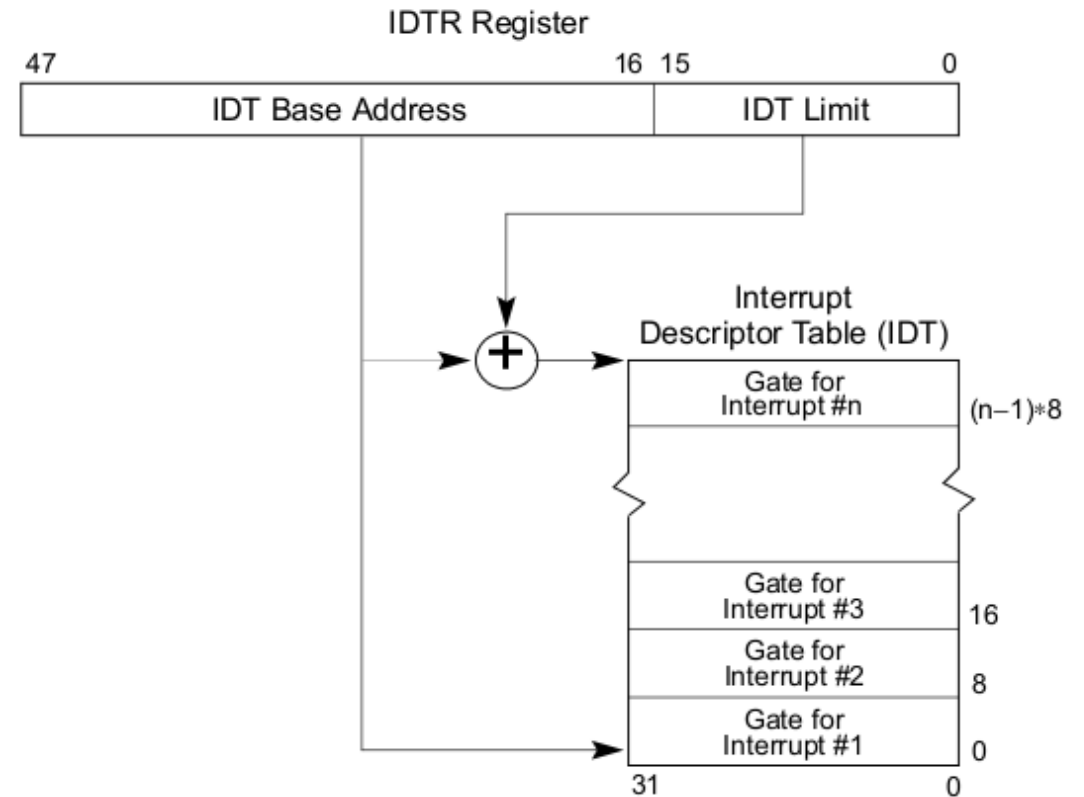 IDTR Register
47 16 15 0
IDT Base Address IDT Limit
+
Interrupt
Descriptor Table (IDT)
Gate for
Interrupt #n
(n−1)*8
Gate for
Interrupt #3
16
Gate for
Interrupt #2
8
Gate for
Interrupt #1
0
31 0